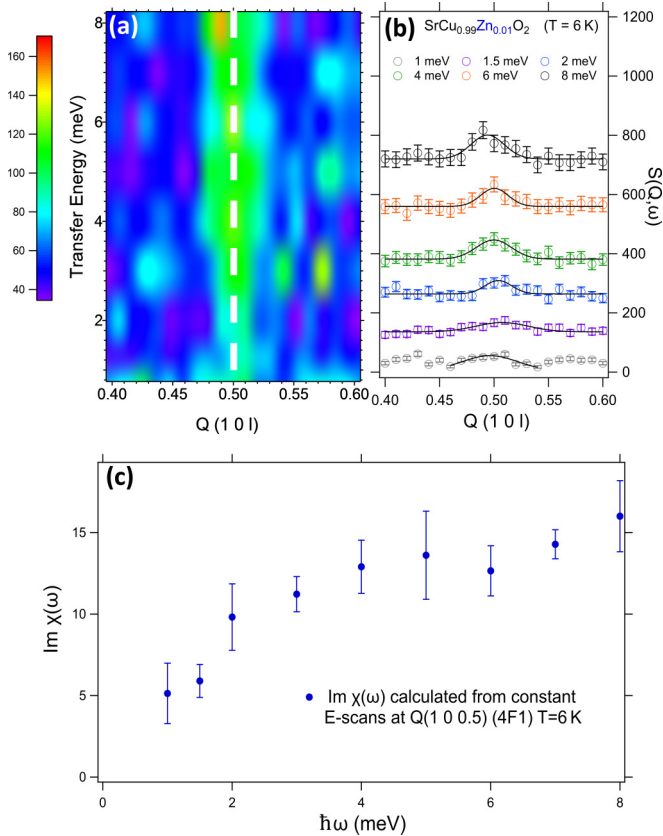 (a)
160
140
120
100
80
60
40
Transfer Energy (meV)
8
6
4
2
0.40
0.45
0.50
0.55
0.60
Q (1 0 l)
(b)
SrCu0.99Zn0.01O2 (T = 6 K)
1 meV 1.5 meV 2 meV
4 meV 6 meV 8 meV
1200
1000
800
600
400
200
0
S(Q,ω)
0.40
0.45
0.50
0.55
0.60
Q (1 0 l)
(c)
Im χ(ω)
15
10
5
0
Im χ(ω) calculated from constant
E-scans at Q(1 0 0.5) (4F1) T=6 K
0
2
4
6
8
ħω (meV)